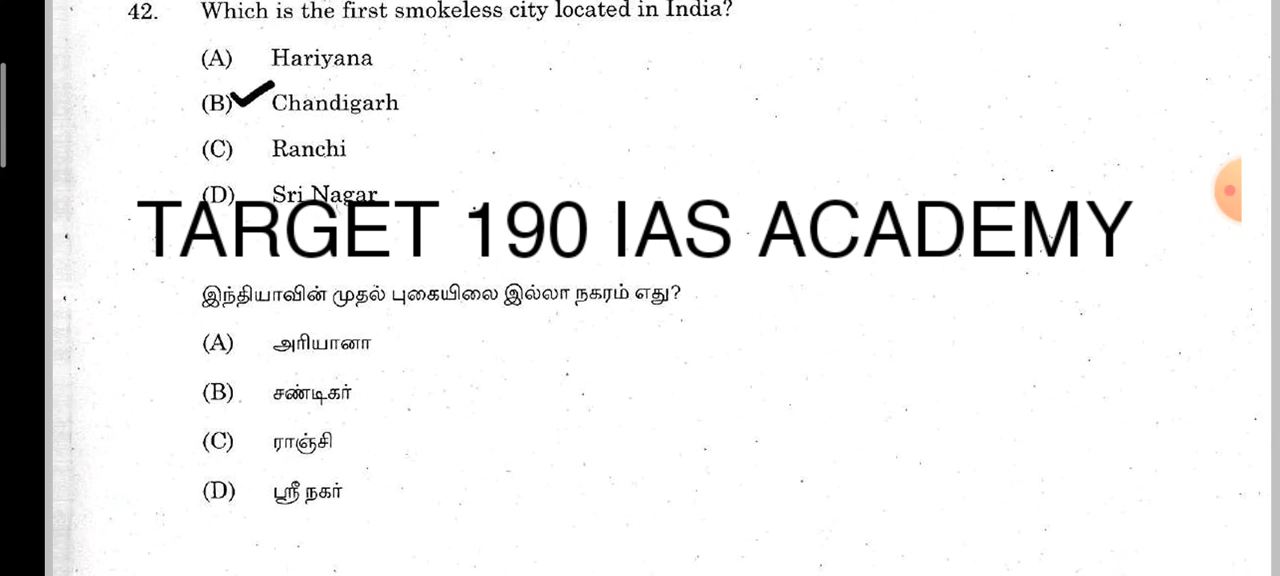 42. Which is the first smokeless city located in India?
(A) Hariyana
(B) Chandigarh
(C) Ranchi
(D) Sri Nagar
TARGET 190 IAS ACADEMY
இந்தியாவின் முதல் புகையிலை இல்லா நகரம் எது?
(A) அரியானா
(B) சண்டிகர்
(C) ராஞ்சி
(D) ஸ்ரீ நகர்